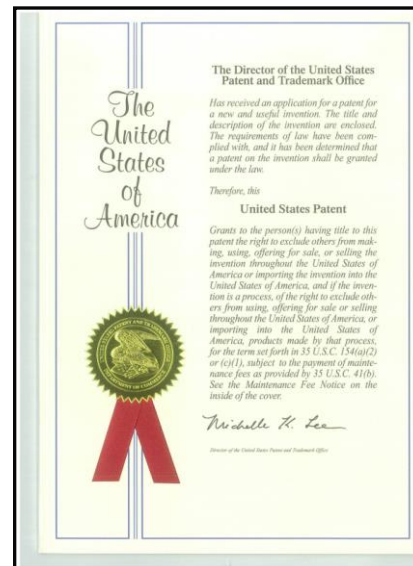 The
United
States
of
America
The Director of the United States
Patent and Trademark Office
Has received an application for a patent for
a new and useful invention. The title and
description of the invention are enclosed.
The requirements of law have been com-
plied with, and it has been determined that
a patent on the invention shall be granted
under the law.
Therefore, this
United States Patent
Grants to the person(s) having title to this
patent the right to exclude others from mak-
ing, using, offering for sale, or selling the
invention throughout the United States of
America or importing the invention into the
United States of America, and if the inven-
tion is a process, of the right to exclude oth-
ers from using, offering for sale or selling
throughout the United States of America, or
importing into the United States of
America, products made by that process,
for the term set forth in 35 U.S.C. 154(a)(2)
or (c)(1), subject to the payment of mainte-
nance fees as provided by 35 U.S.C. 41(b).
See the Maintenance Fee Notice on the
inside of the cover.
Michelle K. Lee
Director of the United States Patent and Trademark Office